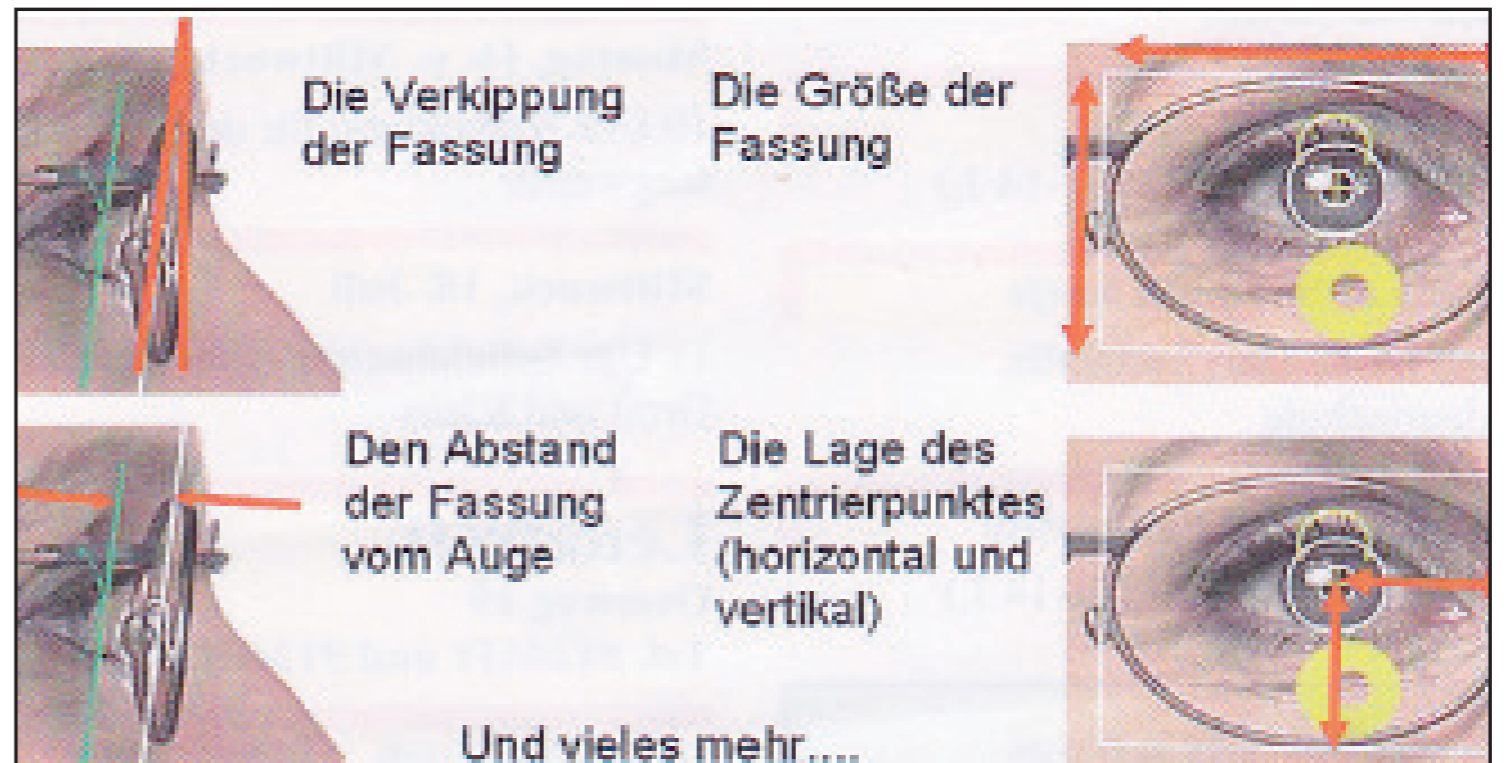 Die Verkippung
der Fassung
Die Größe der
Fassung
Den Abstand
der Fassung
vom Auge
Die Lage des
Zentrierpunktes
(horizontal und
vertikal)
Und vieles mehr....